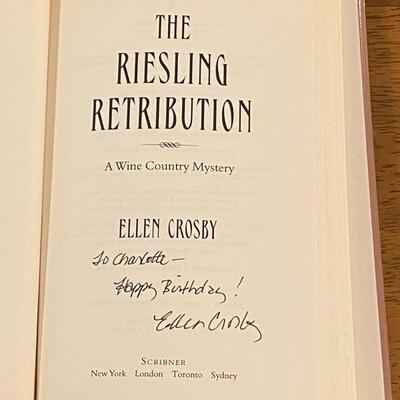 THE
RIESLING
RETRIBUTION
A Wine Country Mystery
ELLEN CROSBY
To Charlotte —
Happy Birthday!
Ellen Crosby
SCRIBNER
New York London Toronto Sydney